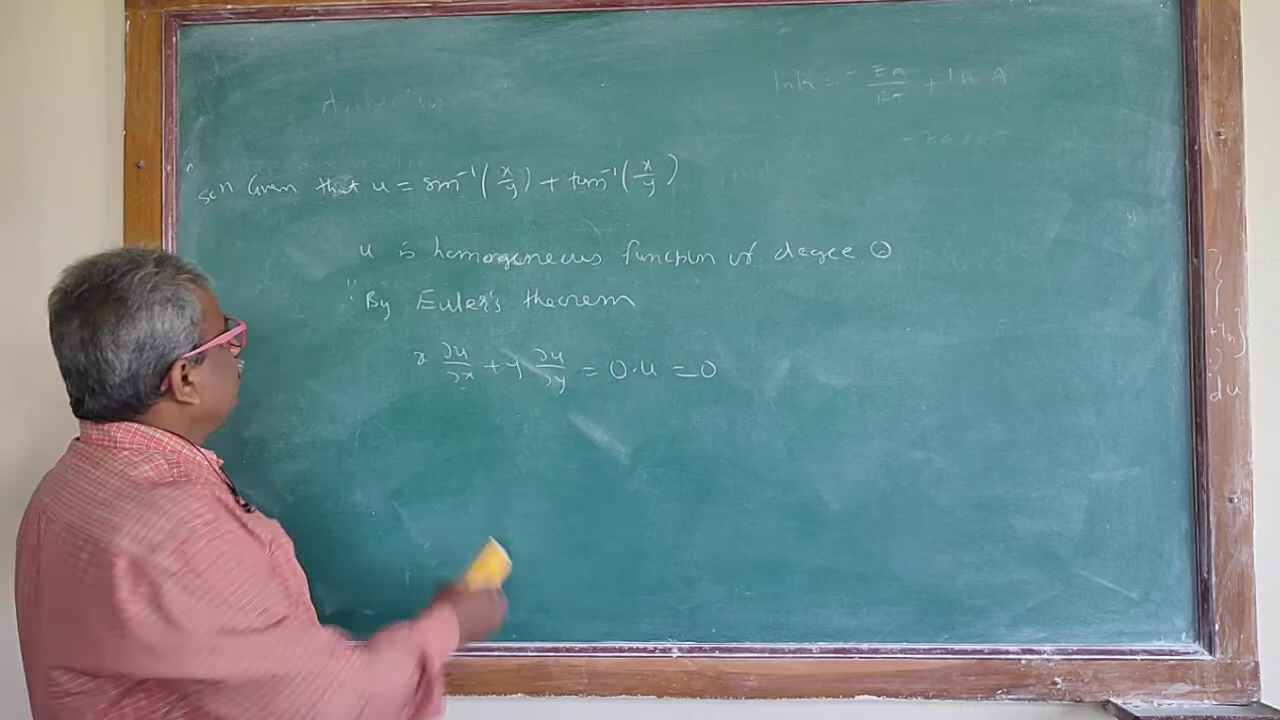 ln k = -Ea/RT + ln A
Soln Given that u = sin⁻¹(x/y) + tan⁻¹(x/y)
u is homogeneous function of degree 0
∴ By Euler's theorem
x ∂u/∂x + y ∂u/∂y = 0·u = 0
du